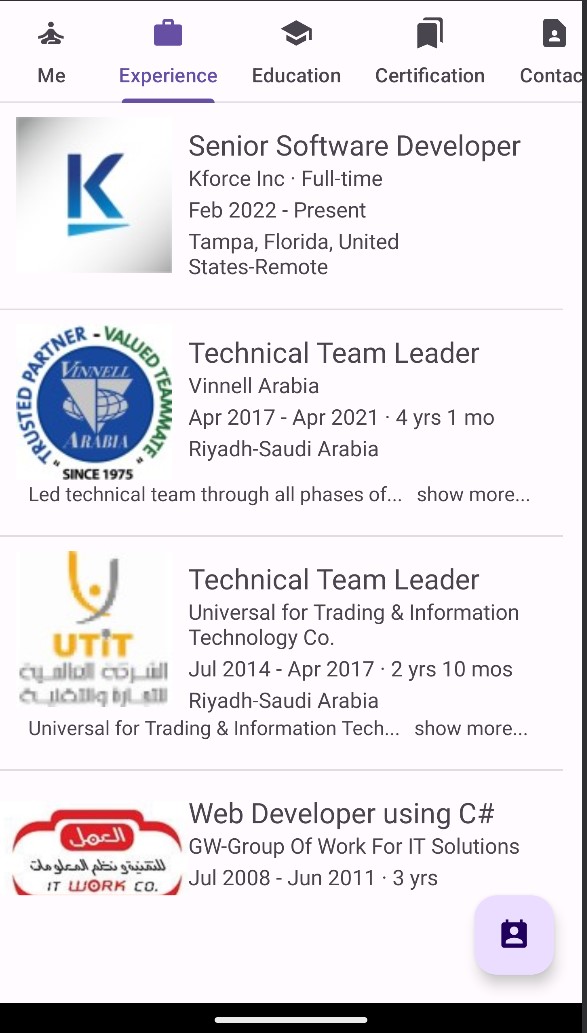 Me
Experience
Education
Certification
Contac
K
Senior Software Developer
Kforce Inc · Full-time
Feb 2022 - Present
Tampa, Florida, United
States-Remote
TRUSTED PARTNER - VALUED TEAMMATE
VINNELL
ARABIA
SINCE 1975
Technical Team Leader
Vinnell Arabia
Apr 2017 - Apr 2021 · 4 yrs 1 mo
Riyadh-Saudi Arabia
Led technical team through all phases of... show more...
UTiT
الشركة العالمية
للتجارة والتقنية
Technical Team Leader
Universal for Trading & Information
Technology Co.
Jul 2014 - Apr 2017 · 2 yrs 10 mos
Riyadh-Saudi Arabia
Universal for Trading & Information Tech... show more...
العمل
للتقنية و نظم المعلومات
IT WORK CO.
Web Developer using C#
GW-Group Of Work For IT Solutions
Jul 2008 - Jun 2011 · 3 yrs